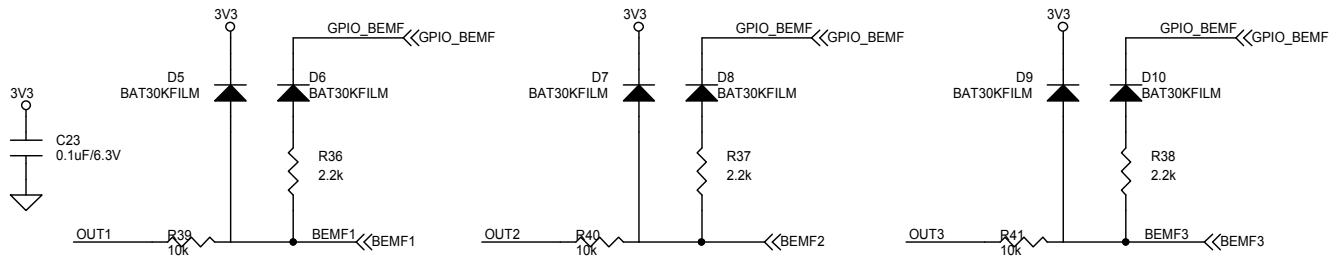 3V3
C23
0.1uF/6.3V
3V3
GPIO_BEMF
GPIO_BEMF
D5
BAT30KFILM
D6
BAT30KFILM
R36
2.2k
OUT1
R39
10k
BEMF1
BEMF1
3V3
GPIO_BEMF
GPIO_BEMF
D7
BAT30KFILM
D8
BAT30KFILM
R37
2.2k
OUT2
R40
10k
BEMF2
BEMF2
3V3
GPIO_BEMF
GPIO_BEMF
D9
BAT30KFILM
D10
BAT30KFILM
R38
2.2k
OUT3
R41
10k
BEMF3
BEMF3